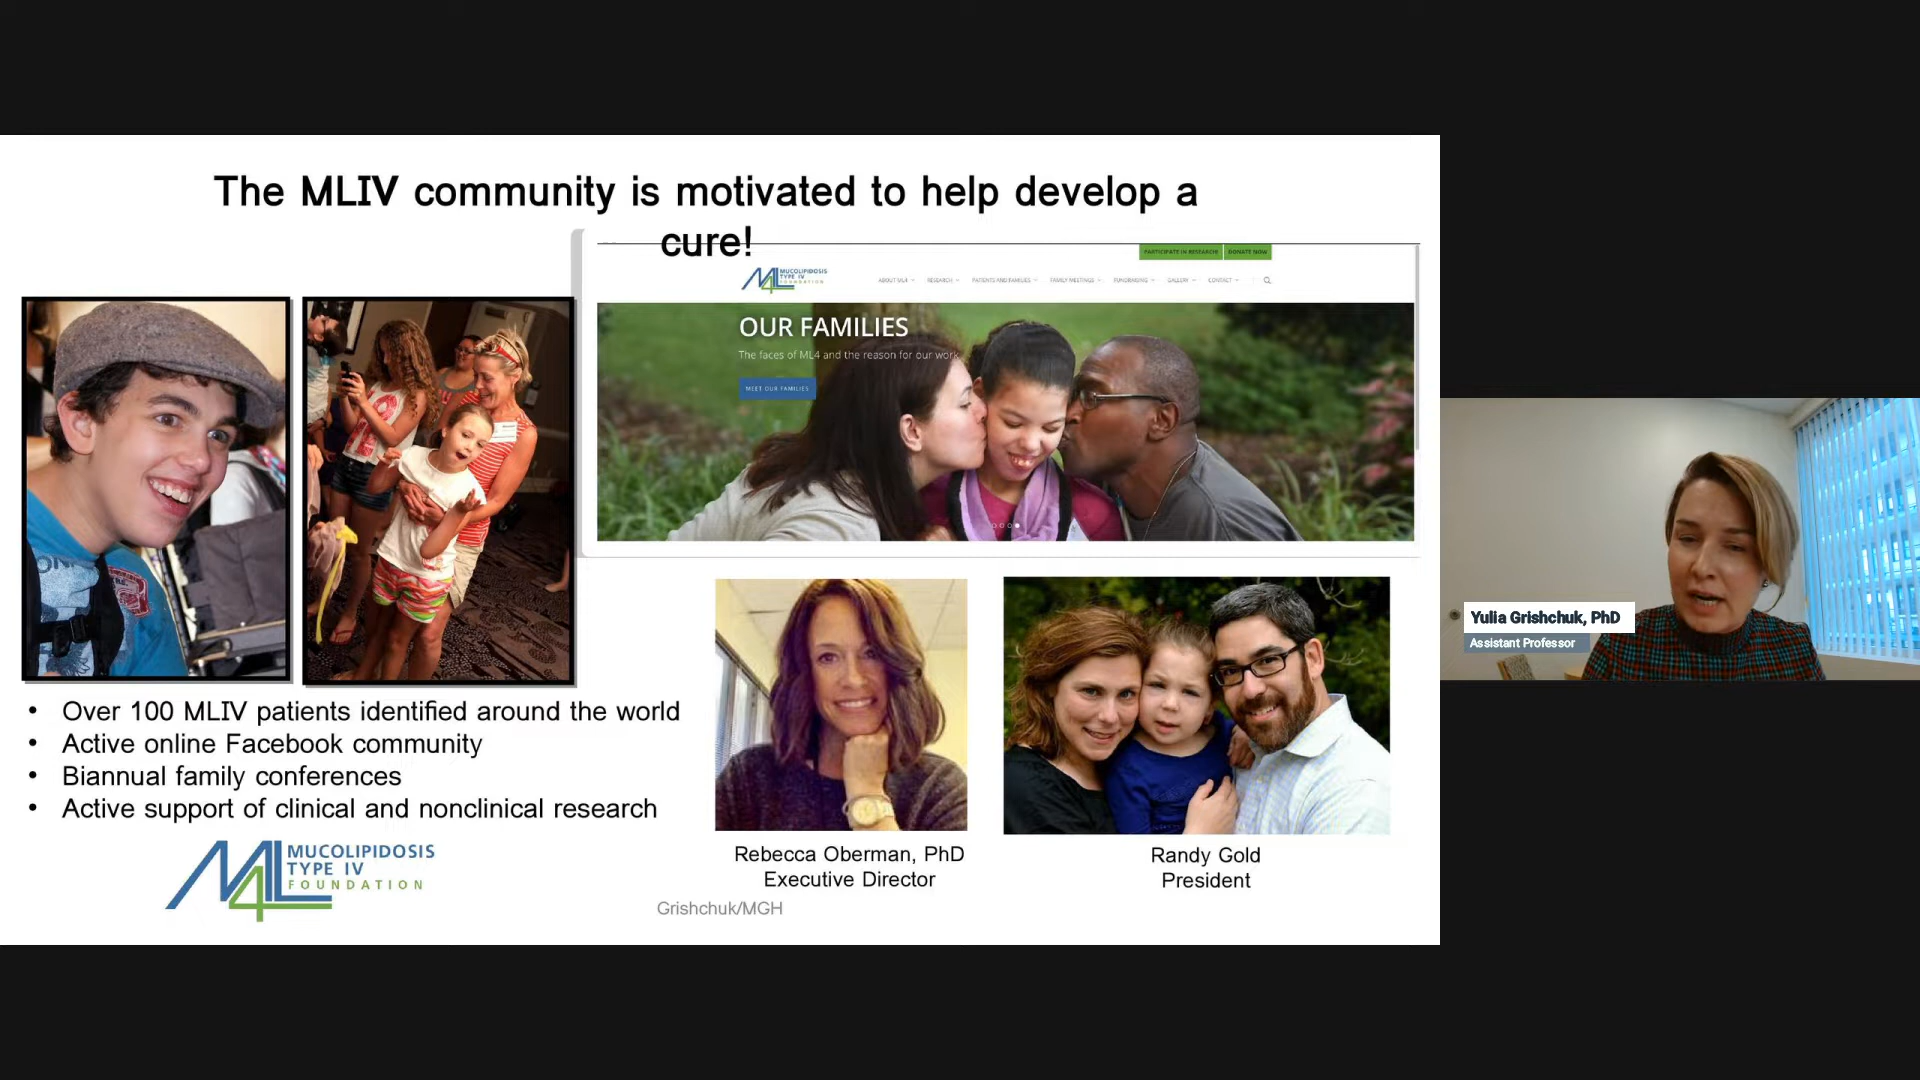 The MLIV community is motivated to help develop a
cure!
PARTICIPATE IN RESEARCH
DONATE NOW
MUCOLIPIDOSIS
TYPE IV
FOUNDATION
ABOUT ML4
RESEARCH
PATIENTS AND FAMILIES
FAMILY MEETINGS
FUNDRAISING
GALLERY
CONTACT
OUR FAMILIES
The faces of ML4 and the reason for our work
MEET OUR FAMILIES
• Over 100 MLIV patients identified around the world
• Active online Facebook community
• Biannual family conferences
• Active support of clinical and nonclinical research
M4L MUCOLIPIDOSIS
TYPE IV
FOUNDATION
Rebecca Oberman, PhD
Executive Director
Randy Gold
President
Grishchuk/MGH
Yulia Grishchuk, PhD
Assistant Professor